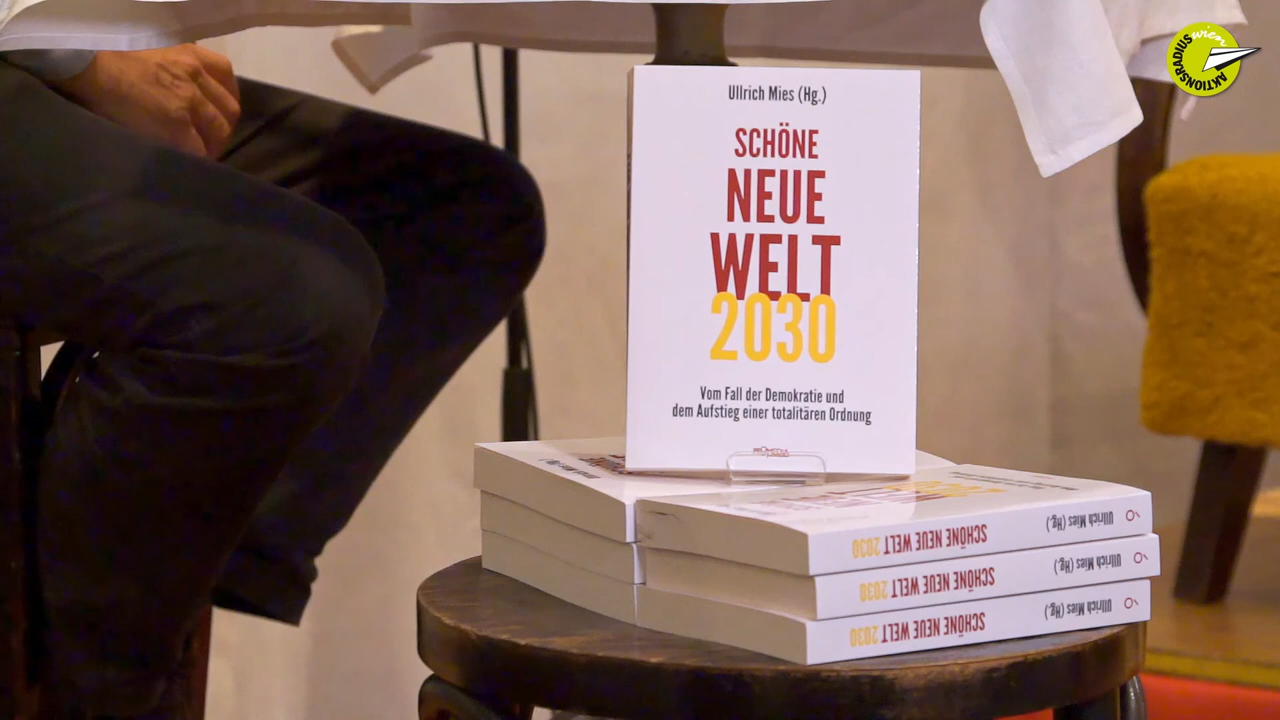 AKTIONSRADIUS wien
Ullrich Mies (Hg.)
SCHÖNE
NEUE
WELT
2030
Vom Fall der Demokratie und
dem Aufstieg einer totalitären Ordnung
PROMEDIA
SCHÖNE NEUE WELT 2030 Ullrich Mies (Hg.)
SCHÖNE NEUE WELT 2030 Ullrich Mies (Hg.)
SCHÖNE NEUE WELT 2030 Ullrich Mies (Hg.)